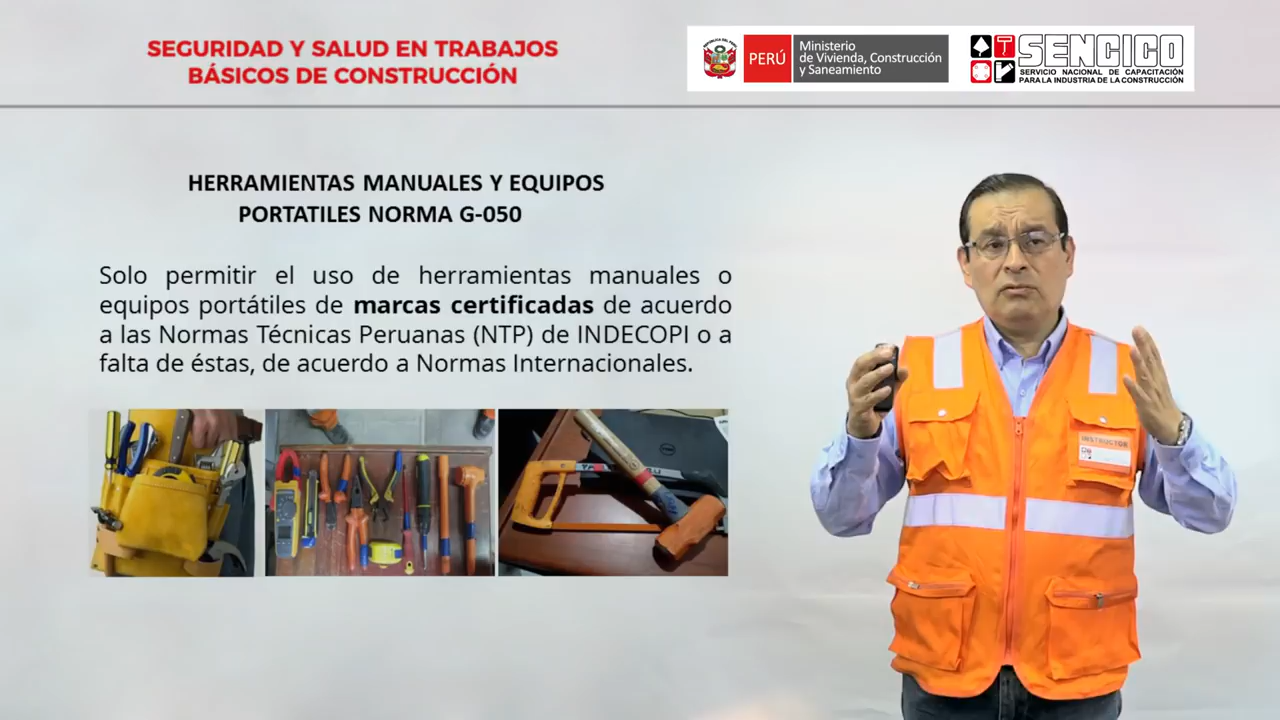 SEGURIDAD Y SALUD EN TRABAJOS
BÁSICOS DE CONSTRUCCIÓN
PERÚ
Ministerio
de Vivienda, Construcción
y Saneamiento
SENCICO
SERVICIO NACIONAL DE CAPACITACIÓN
PARA LA INDUSTRIA DE LA CONSTRUCCIÓN
HERRAMIENTAS MANUALES Y EQUIPOS
PORTATILES NORMA G-050
Solo permitir el uso de herramientas manuales o
equipos portátiles de marcas certificadas de acuerdo
a las Normas Técnicas Peruanas (NTP) de INDECOPI o a
falta de éstas, de acuerdo a Normas Internacionales.
INSTRUCTOR